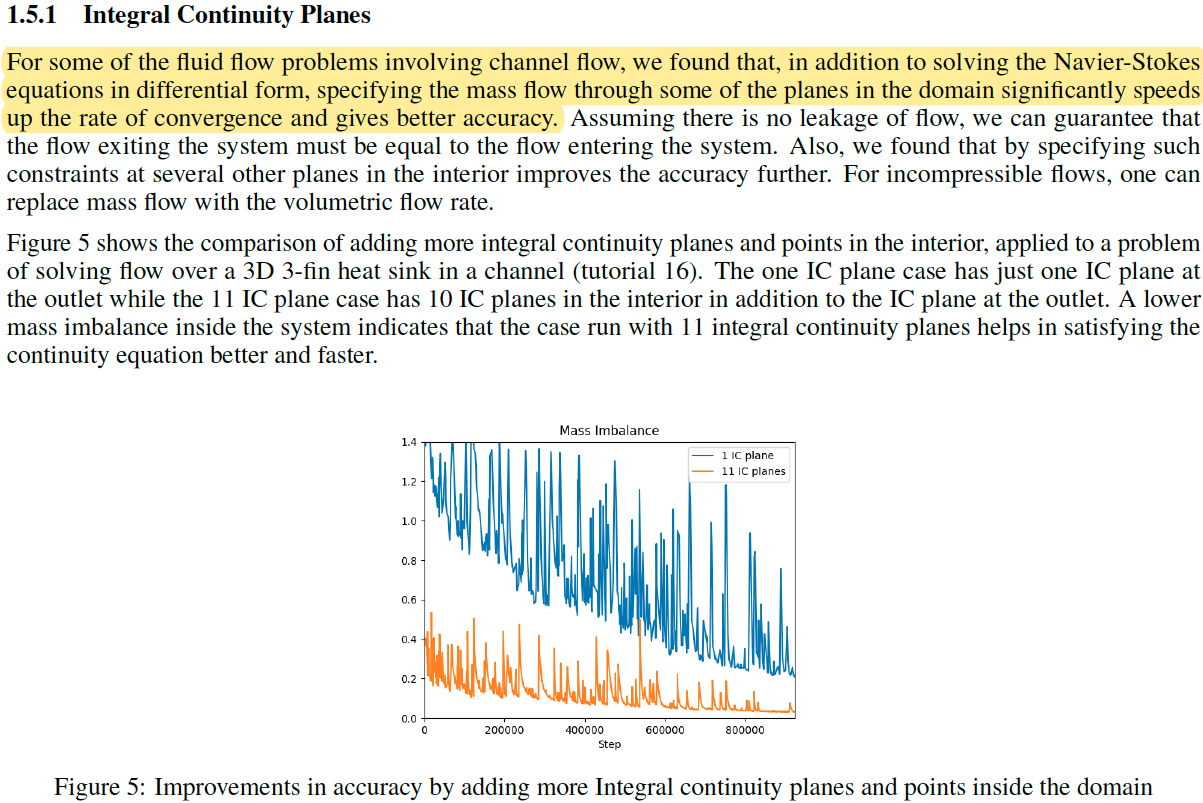 1.5.1 Integral Continuity Planes
For some of the fluid flow problems involving channel flow, we found that, in addition to solving the Navier-Stokes
equations in differential form, specifying the mass flow through some of the planes in the domain significantly speeds
up the rate of convergence and gives better accuracy. Assuming there is no leakage of flow, we can guarantee that
the flow exiting the system must be equal to the flow entering the system. Also, we found that by specifying such
constraints at several other planes in the interior improves the accuracy further. For incompressible flows, one can
replace mass flow with the volumetric flow rate.
Figure 5 shows the comparison of adding more integral continuity planes and points in the interior, applied to a problem
of solving flow over a 3D 3-fin heat sink in a channel (tutorial 16). The one IC plane case has just one IC plane at
the outlet while the 11 IC plane case has 10 IC planes in the interior in addition to the IC plane at the outlet. A lower
mass imbalance inside the system indicates that the case run with 11 integral continuity planes helps in satisfying the
continuity equation better and faster.
Mass Imbalance
1.4
1 IC plane
11 IC planes
1.2
1.0
0.8
0.6
0.4
0.2
0.0
0 200000 400000 600000 800000
Step
Figure 5: Improvements in accuracy by adding more Integral continuity planes and points inside the domain